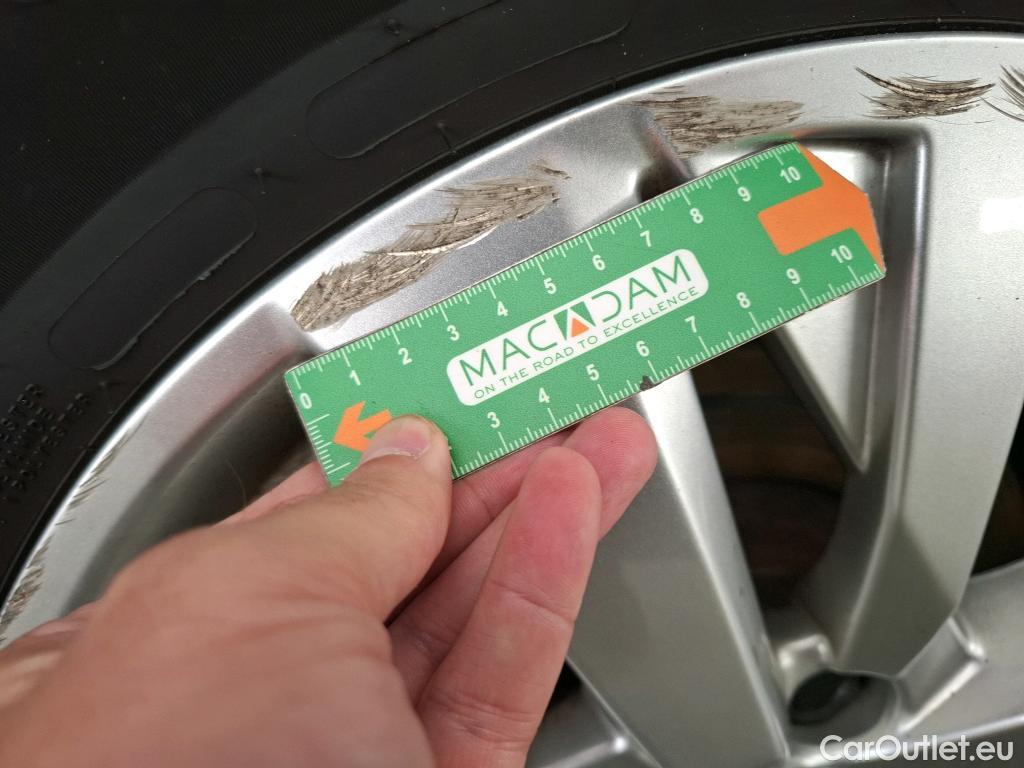 0 1 2 3 4 5 6 7 8 9 10
MACADAM
ON THE ROAD TO EXCELLENCE
3 4 5 6 7 8 9 10
CarOutlet.eu